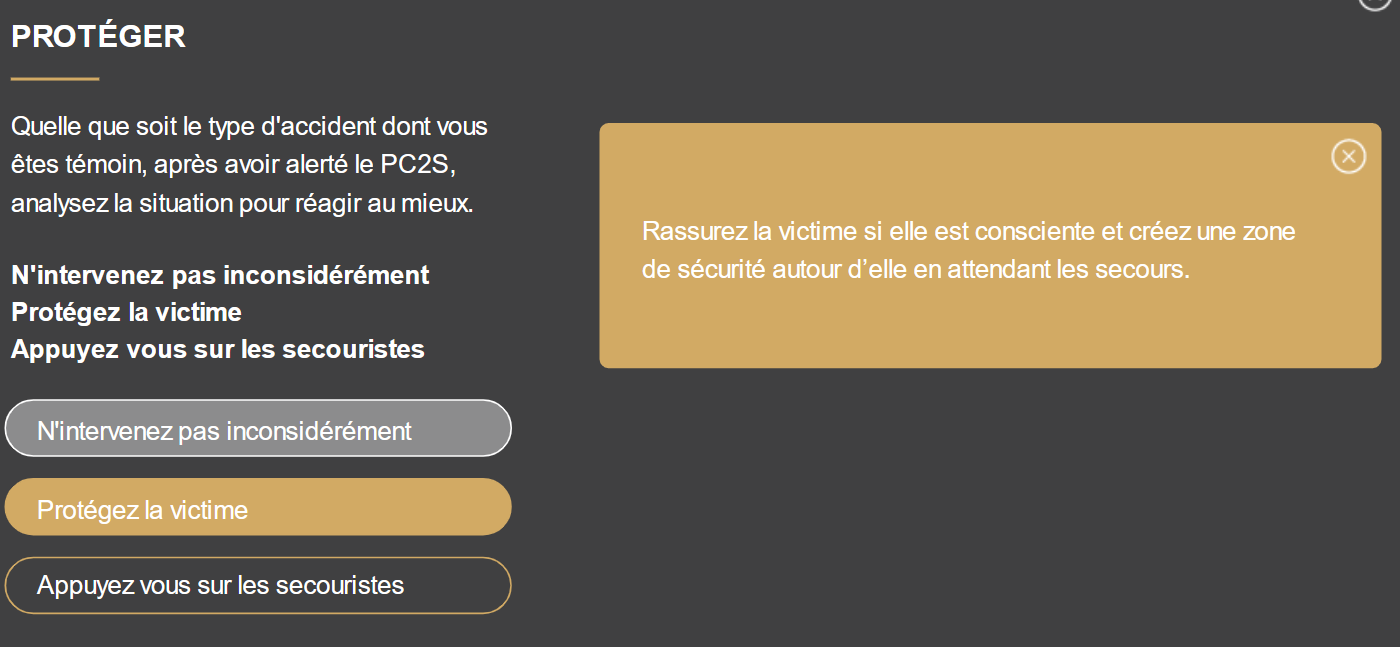 PROTÉGER
Quelle que soit le type d'accident dont vous
êtes témoin, après avoir alerté le PC2S,
analysez la situation pour réagir au mieux.
N'intervenez pas inconsidérément
Protégez la victime
Appuyez vous sur les secouristes
N'intervenez pas inconsidérément
Protégez la victime
Appuyez vous sur les secouristes
Rassurez la victime si elle est consciente et créez une zone
de sécurité autour d’elle en attendant les secours.